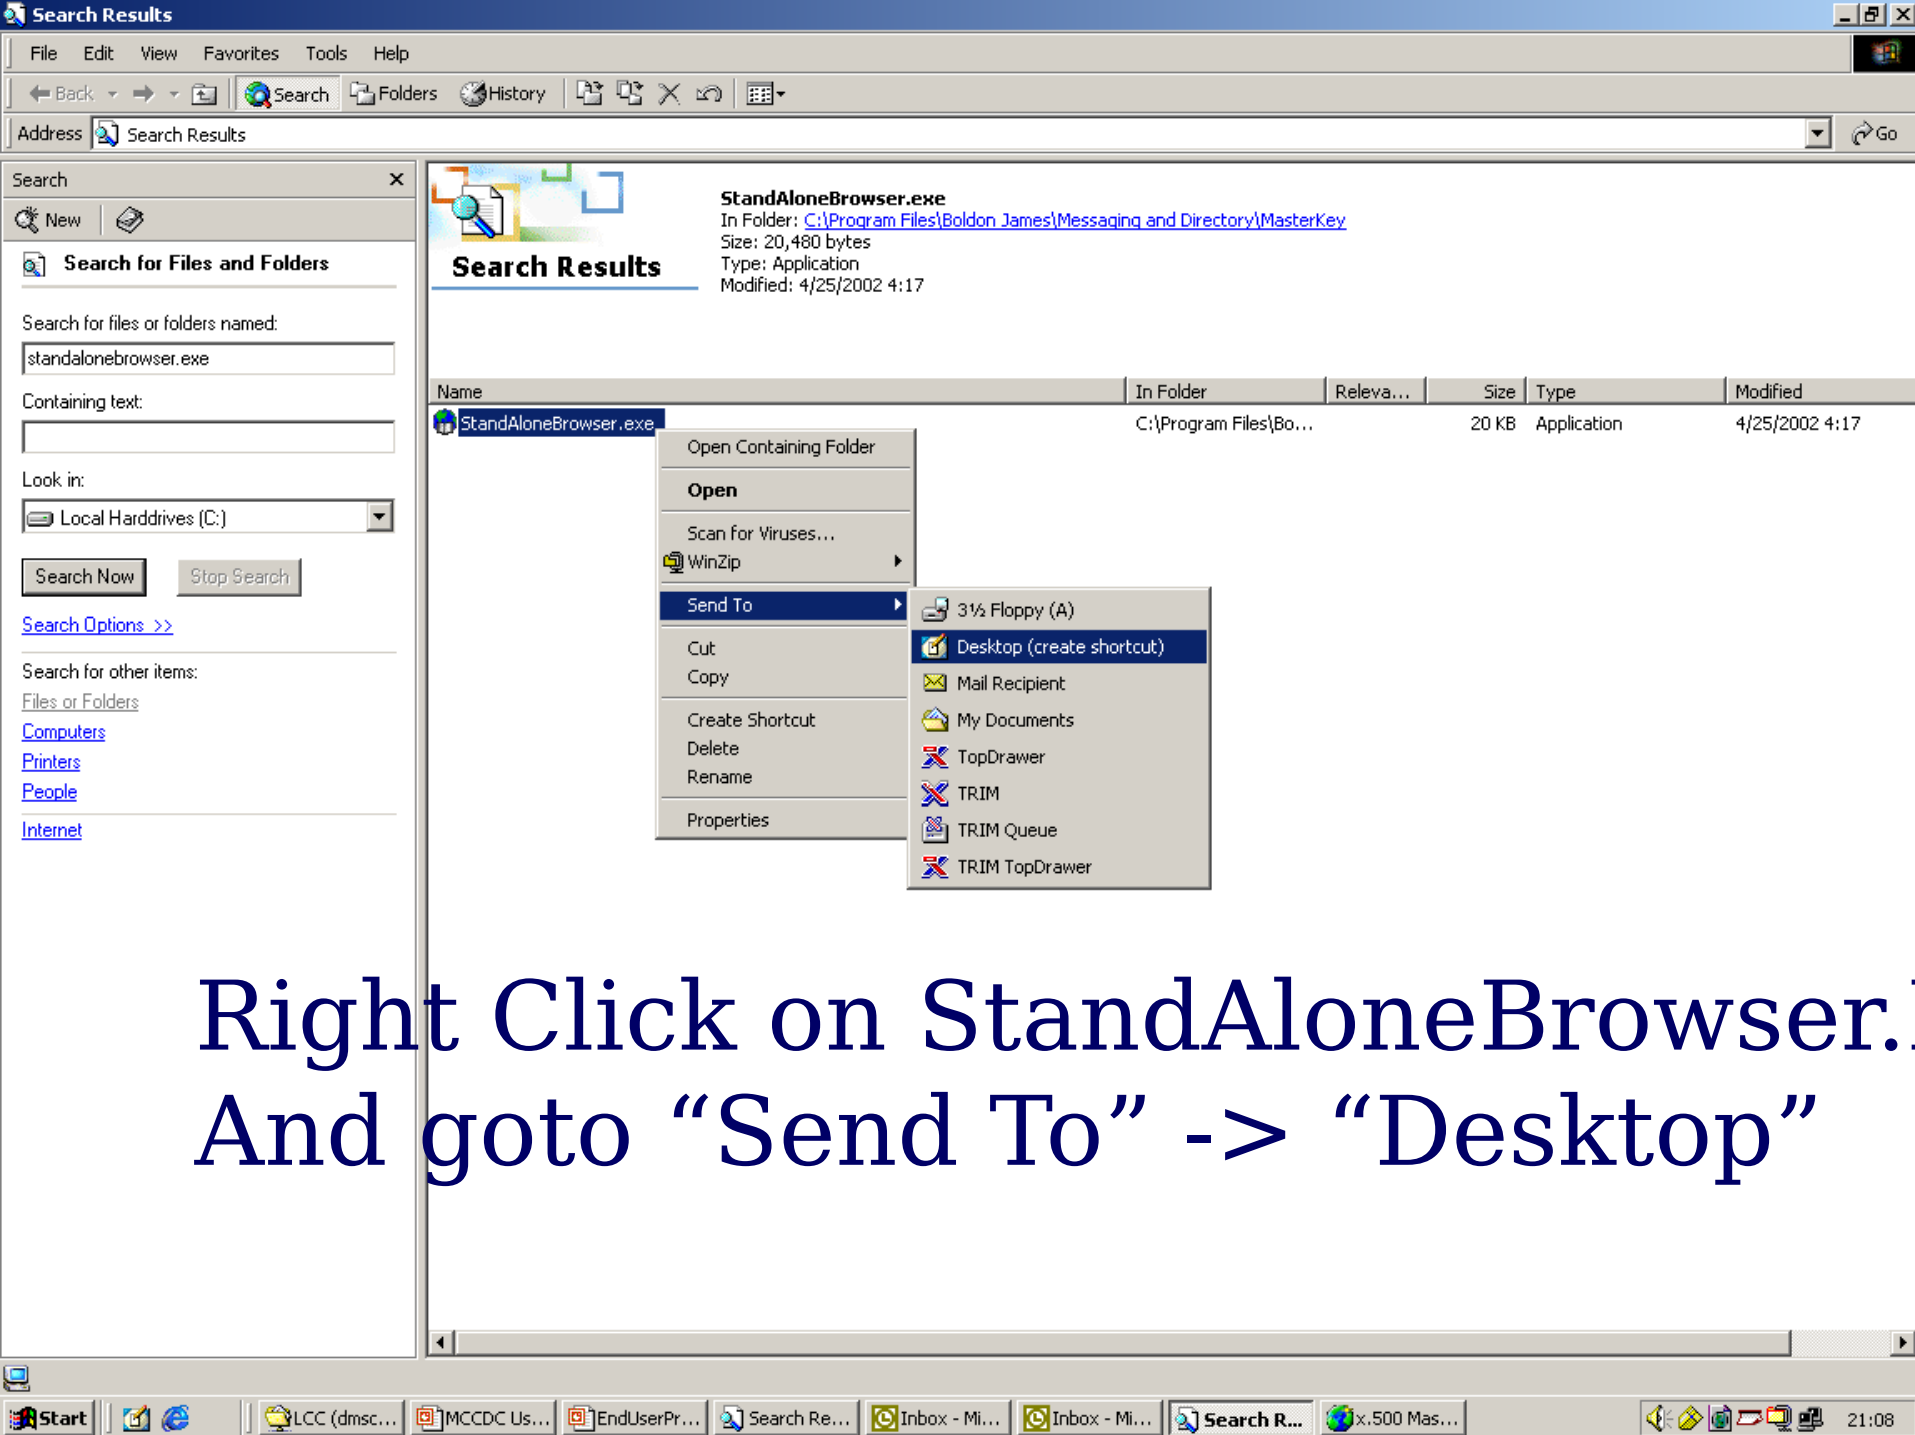 Search Results
File Edit View Favorites Tools Help
Back Search Folders History
Address Search Results Go
Search
New
Search for Files and Folders
Search for files or folders named:
standalonebrowser.exe
Containing text:
Look in:
Local Harddrives (C:)
Search Now Stop Search
Search Options >>
Search for other items:
Files or Folders
Computers
Printers
People
Internet
Search Results
StandAloneBrowser.exe
In Folder: C:\Program Files\Boldon James\Messaging and Directory\MasterKey
Size: 20,480 bytes
Type: Application
Modified: 4/25/2002 4:17
Name In Folder Releva... Size Type Modified
StandAloneBrowser.exe C:\Program Files\Bo... 20 KB Application 4/25/2002 4:17
Open Containing Folder
Open
Scan for Viruses...
WinZip
Send To
Cut
Copy
Create Shortcut
Delete
Rename
Properties
3½ Floppy (A)
Desktop (create shortcut)
Mail Recipient
My Documents
TopDrawer
TRIM
TRIM Queue
TRIM TopDrawer
Right Click on StandAloneBrowser.
And goto “Send To” -> “Desktop”
Start LCC (dmsc... MCCDC Us... EndUserPr... Search Re... Inbox - Mi... Inbox - Mi... Search R... x.500 Mas... 21:08